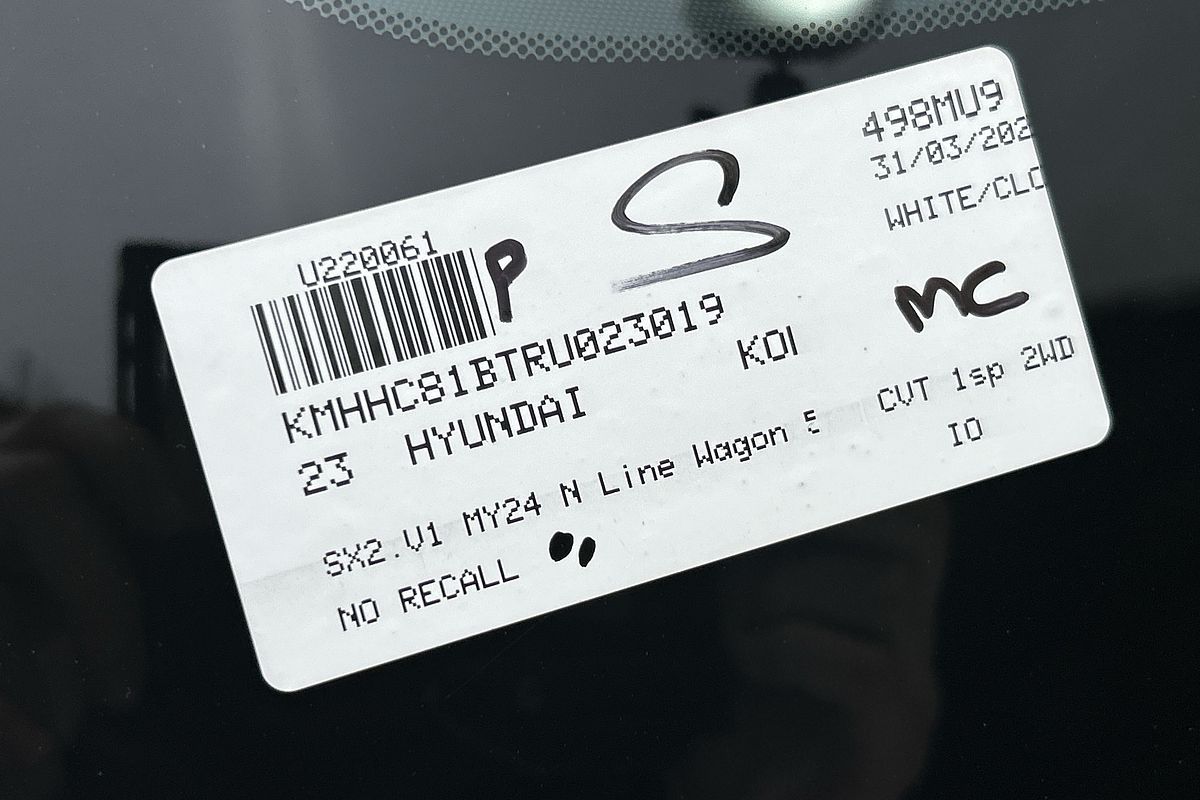 498MU9
31/03/202
WHITE/CLO
U220061
P S
MC
KMHHC81BTRU023019
23 HYUNDAI KOI
SX2.V1 MY24 N Line Wagon 5 CVT 1sp 2WD
NO RECALL IO